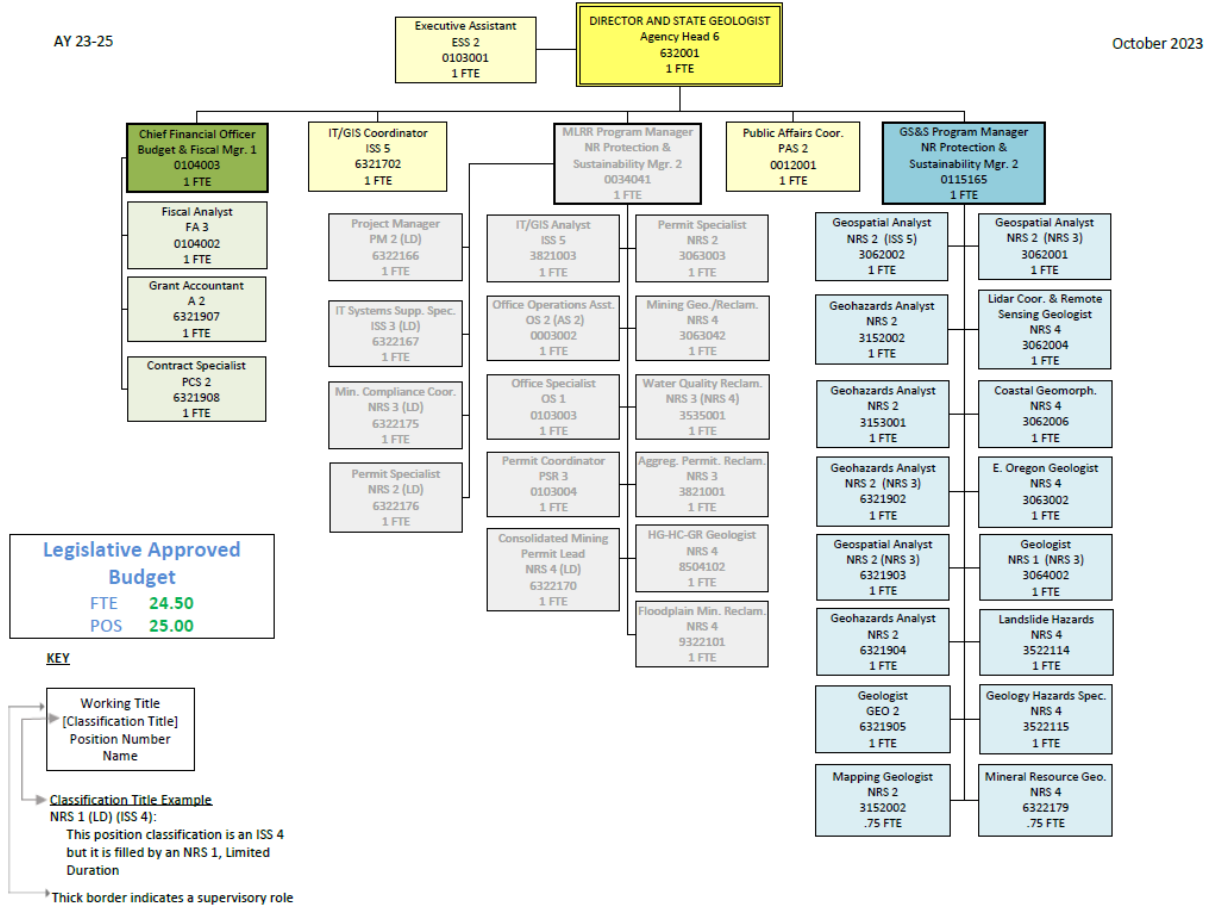 AY 23-25
October 2023
Executive Assistant
ESS 2
0103001
1 FTE
DIRECTOR AND STATE GEOLOGIST
Agency Head 6
632001
1 FTE
Chief Financial Officer
Budget & Fiscal Mgr. 1
0104003
1 FTE
IT/GIS Coordinator
ISS 5
6321702
1 FTE
MLRR Program Manager
NR Protection &
Sustainability Mgr. 2
0034041
1 FTE
Public Affairs Coor.
PAS 2
0012001
1 FTE
GS&S Program Manager
NR Protection &
Sustainability Mgr. 2
0115165
1 FTE
Fiscal Analyst
FA 3
0104002
1 FTE
Grant Accountant
A 2
6321907
1 FTE
Contract Specialist
PCS 2
6321908
1 FTE
Project Manager
PM 2 (LD)
6322166
1 FTE
IT Systems Supp. Spec.
ISS 3 (LD)
6322167
1 FTE
Min. Compliance Coor.
NRS 3 (LD)
6322175
1 FTE
Permit Specialist
NRS 2 (LD)
6322176
1 FTE
IT/GIS Analyst
ISS 5
3821003
1 FTE
Office Operations Asst.
OS 2 (AS 2)
0003002
1 FTE
Office Specialist
OS 1
0103003
1 FTE
Permit Coordinator
PSR 3
0103004
1 FTE
Consolidated Mining
Permit Lead
NRS 4 (LD)
6322170
1 FTE
Permit Specialist
NRS 2
3063003
1 FTE
Mining Geo./Reclam.
NRS 4
3063042
1 FTE
Water Quality Reclam.
NRS 3 (NRS 4)
3535001
1 FTE
Aggreg. Permit. Reclam.
NRS 3
3821001
1 FTE
HG-HC-GR Geologist
NRS 4
8504102
1 FTE
Floodplain Min. Reclam.
NRS 4
9322101
1 FTE
Geospatial Analyst
NRS 2 (ISS 5)
3062002
1 FTE
Geohazards Analyst
NRS 2
3152002
1 FTE
Geohazards Analyst
NRS 2
3153001
1 FTE
Geohazards Analyst
NRS 2 (NRS 3)
6321902
1 FTE
Geospatial Analyst
NRS 2 (NRS 3)
6321903
1 FTE
Geohazards Analyst
NRS 2
6321904
1 FTE
Geologist
GEO 2
6321905
1 FTE
Mapping Geologist
NRS 2
3152002
.75 FTE
Geospatial Analyst
NRS 2 (NRS 3)
3062001
1 FTE
Lidar Coor. & Remote
Sensing Geologist
NRS 4
3062004
1 FTE
Coastal Geomorph.
NRS 4
3062006
1 FTE
E. Oregon Geologist
NRS 4
3063002
1 FTE
Geologist
NRS 1 (NRS 3)
3064002
1 FTE
Landslide Hazards
NRS 4
3522114
1 FTE
Geology Hazards Spec.
NRS 4
3522115
1 FTE
Mineral Resource Geo.
NRS 4
6322179
.75 FTE
Legislative Approved
Budget
FTE 24.50
POS 25.00
KEY
Working Title
[Classification Title]
Position Number
Name
Classification Title Example
NRS 1 (LD) (ISS 4):
This position classification is an ISS 4
but it is filled by an NRS 1, Limited
Duration
Thick border indicates a supervisory role